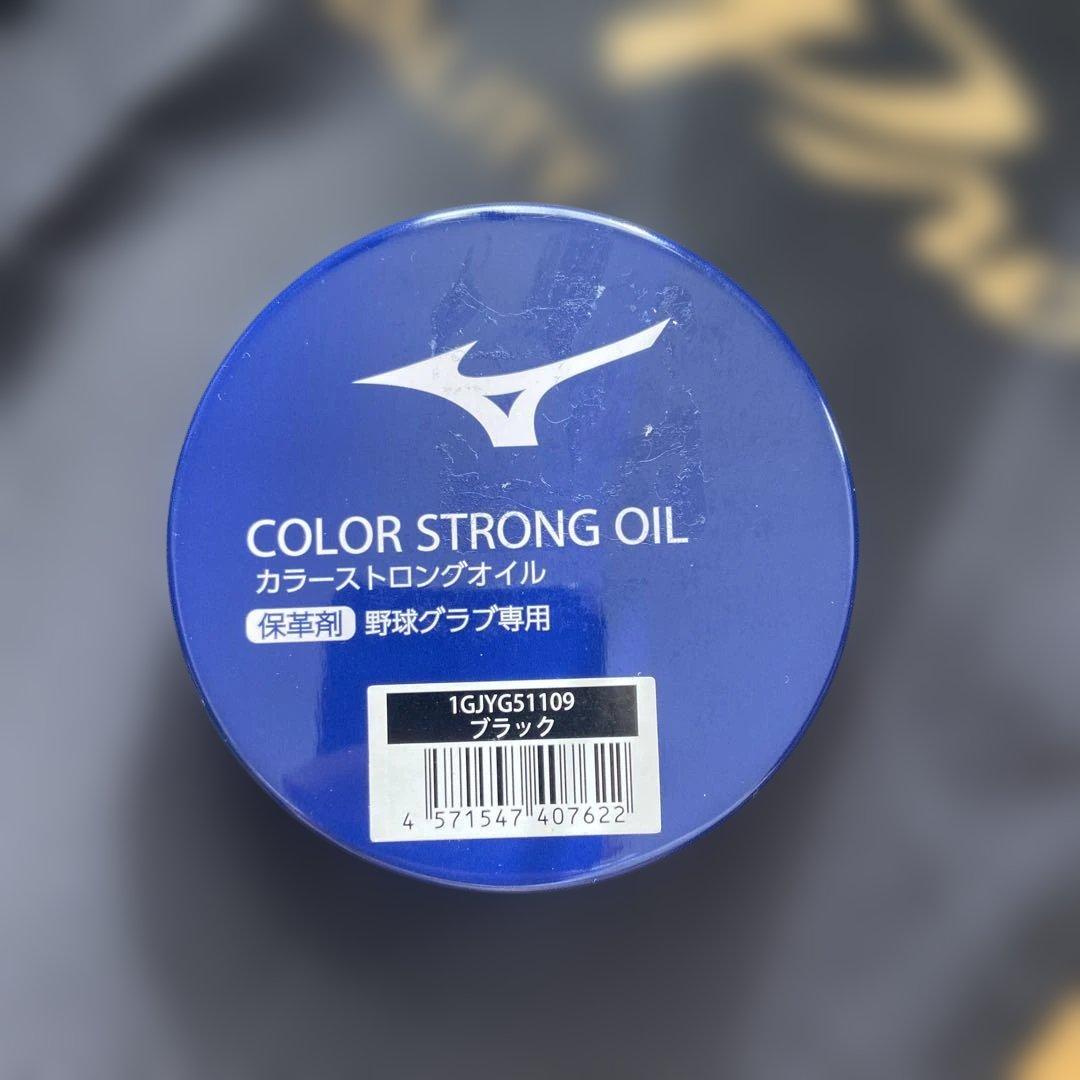 COLOR STRONG OIL
カラーストロングオイル
保革剤 野球グラブ専用
1GJYG51109
ブラック
4 571547 407622